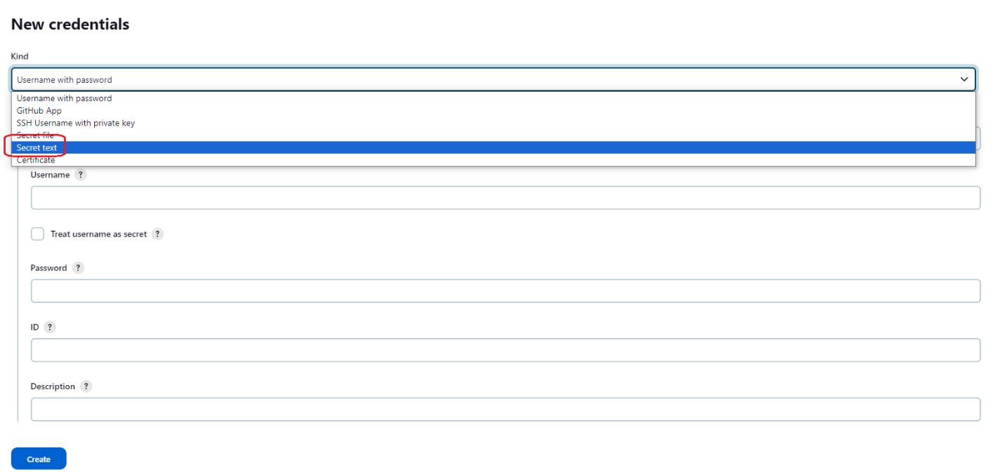 New credentials
Kind
Username with password
Username with password
GitHub App
SSH Username with private key
Secret file
Secret text
Certificate
Username ?
Treat username as secret ?
Password ?
ID ?
Description ?
Create